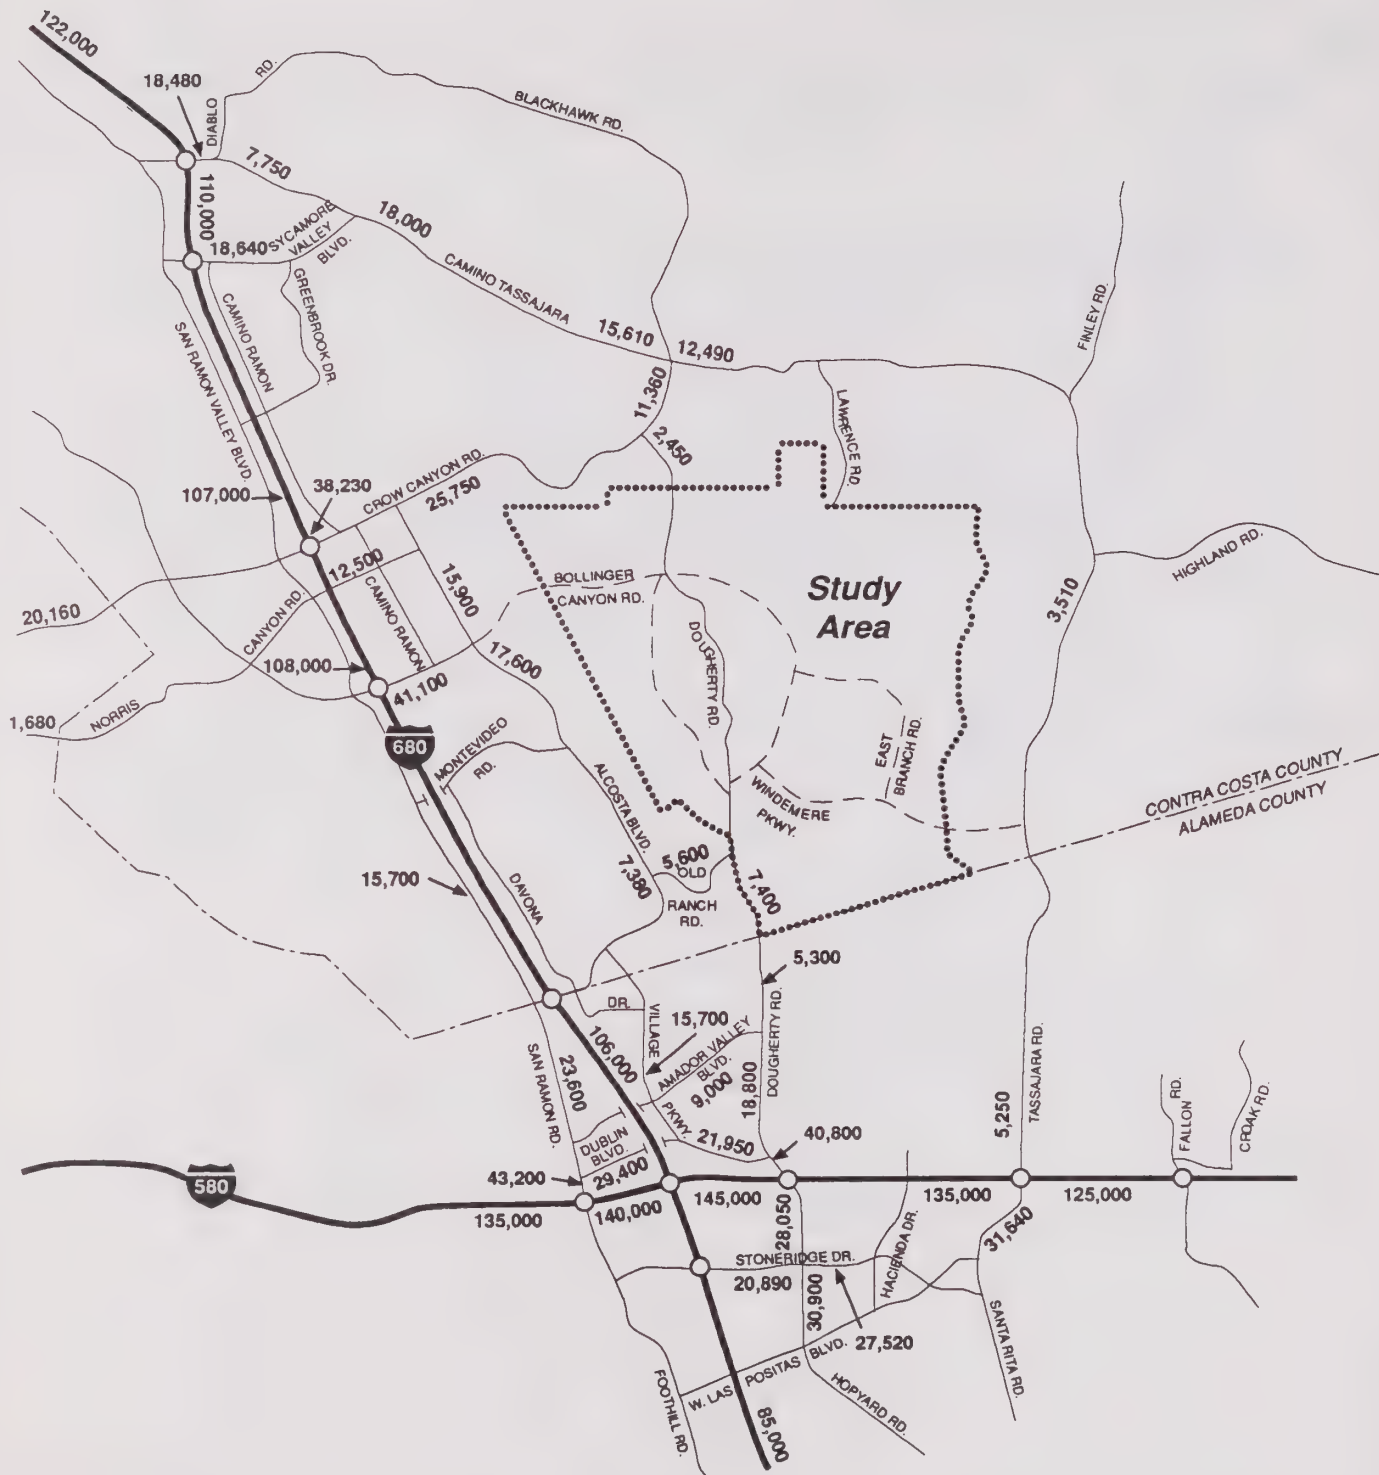 122,000
18,480
DIABLO
RD.
BLACKHAWK RD.
7,750
110,000
18,640
SYCAMORE
VALLEY
BLVD.
18,000
CAMINO TASSAJARA
15,610
12,490
FINLEY RD.
GREENBROOK DR.
CAMINO RAMON
SAN RAMON VALLEY BLVD.
11,360
LAWRENCE RD.
2,450
107,000
38,230
CROW CANYON RD.
25,750
12,500
CAMINO RAMON
15,900
BOLLINGER
CANYON RD.
Study
Area
HIGHLAND RD.
3,510
20,160
CANYON RD.
108,000
41,100
17,600
DOUGHERTY RD.
1,680
NORRIS
680
MONTEVIDEO
RD.
ALCOSTA BLVD.
EAST
BRANCH RD.
WINDEMERE
PKWY.
CONTRA COSTA COUNTY
ALAMEDA COUNTY
15,700
DAVONA
7,380
5,600
OLD
RANCH
RD.
7,400
5,300
DR.
VILLAGE
15,700
DOUGHERTY RD.
106,000
SAN RAMON RD.
23,600
AMADOR VALLEY
BLVD.
9,000
18,800
TASSAJARA RD.
5,250
FALLON
RD.
CROAK RD.
PKWY.
21,950
40,800
DUBLIN
BLVD.
29,400
43,200
580
135,000
140,000
145,000
135,000
125,000
28,050
31,640
HACIENDA DR.
STONERIDGE DR.
20,890
30,900
27,520
SANTA RITA RD.
W. LAS POSITAS BLVD.
HOPYARD RD.
FOOTHILL RD.
85,000